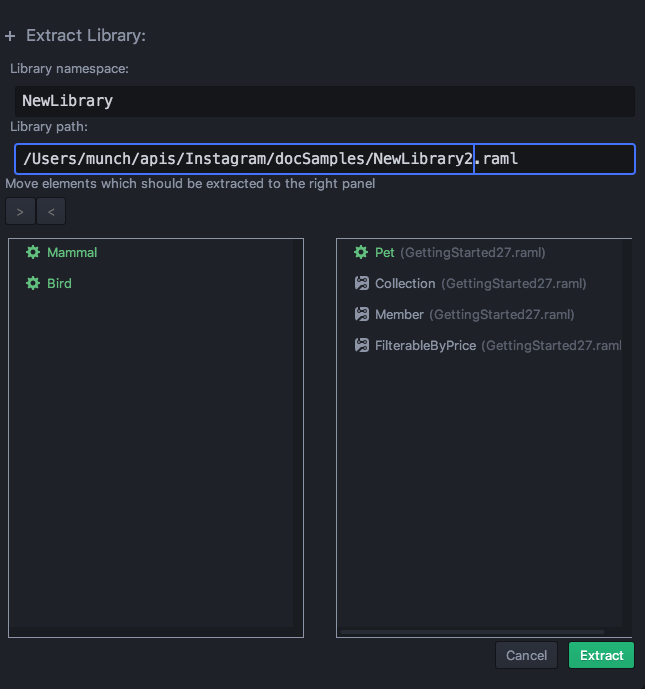 + Extract Library:
Library namespace:
NewLibrary
Library path:
/Users/munch/apis/Instagram/docSamples/NewLibrary2.raml
Move elements which should be extracted to the right panel
> <
Mammal
Bird
Pet (GettingStarted27.raml)
Collection (GettingStarted27.raml)
Member (GettingStarted27.raml)
FilterableByPrice (GettingStarted27.raml
Cancel Extract